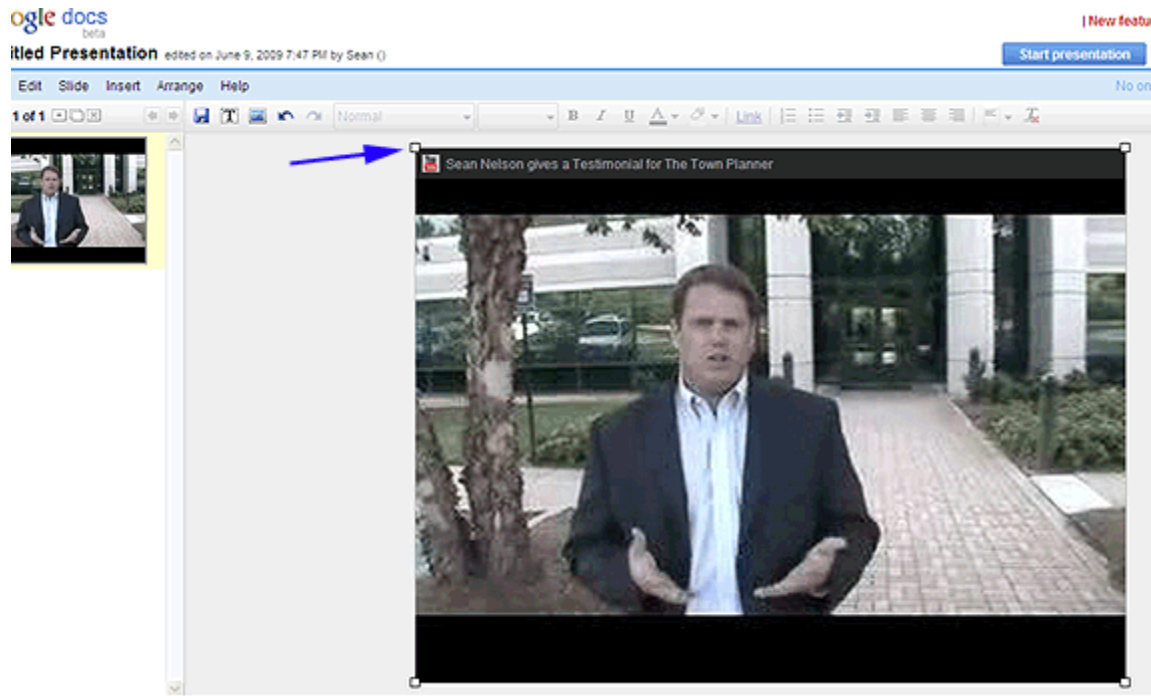 ogle docs
beta
| New featu
itled Presentation edited on June 9, 2009 7:47 PM by Sean ()
Start presentation
Edit Slide Insert Arrange Help
No on
1 of 1
T Normal B I U A Link
Sean Nelson gives a Testimonial for The Town Planner